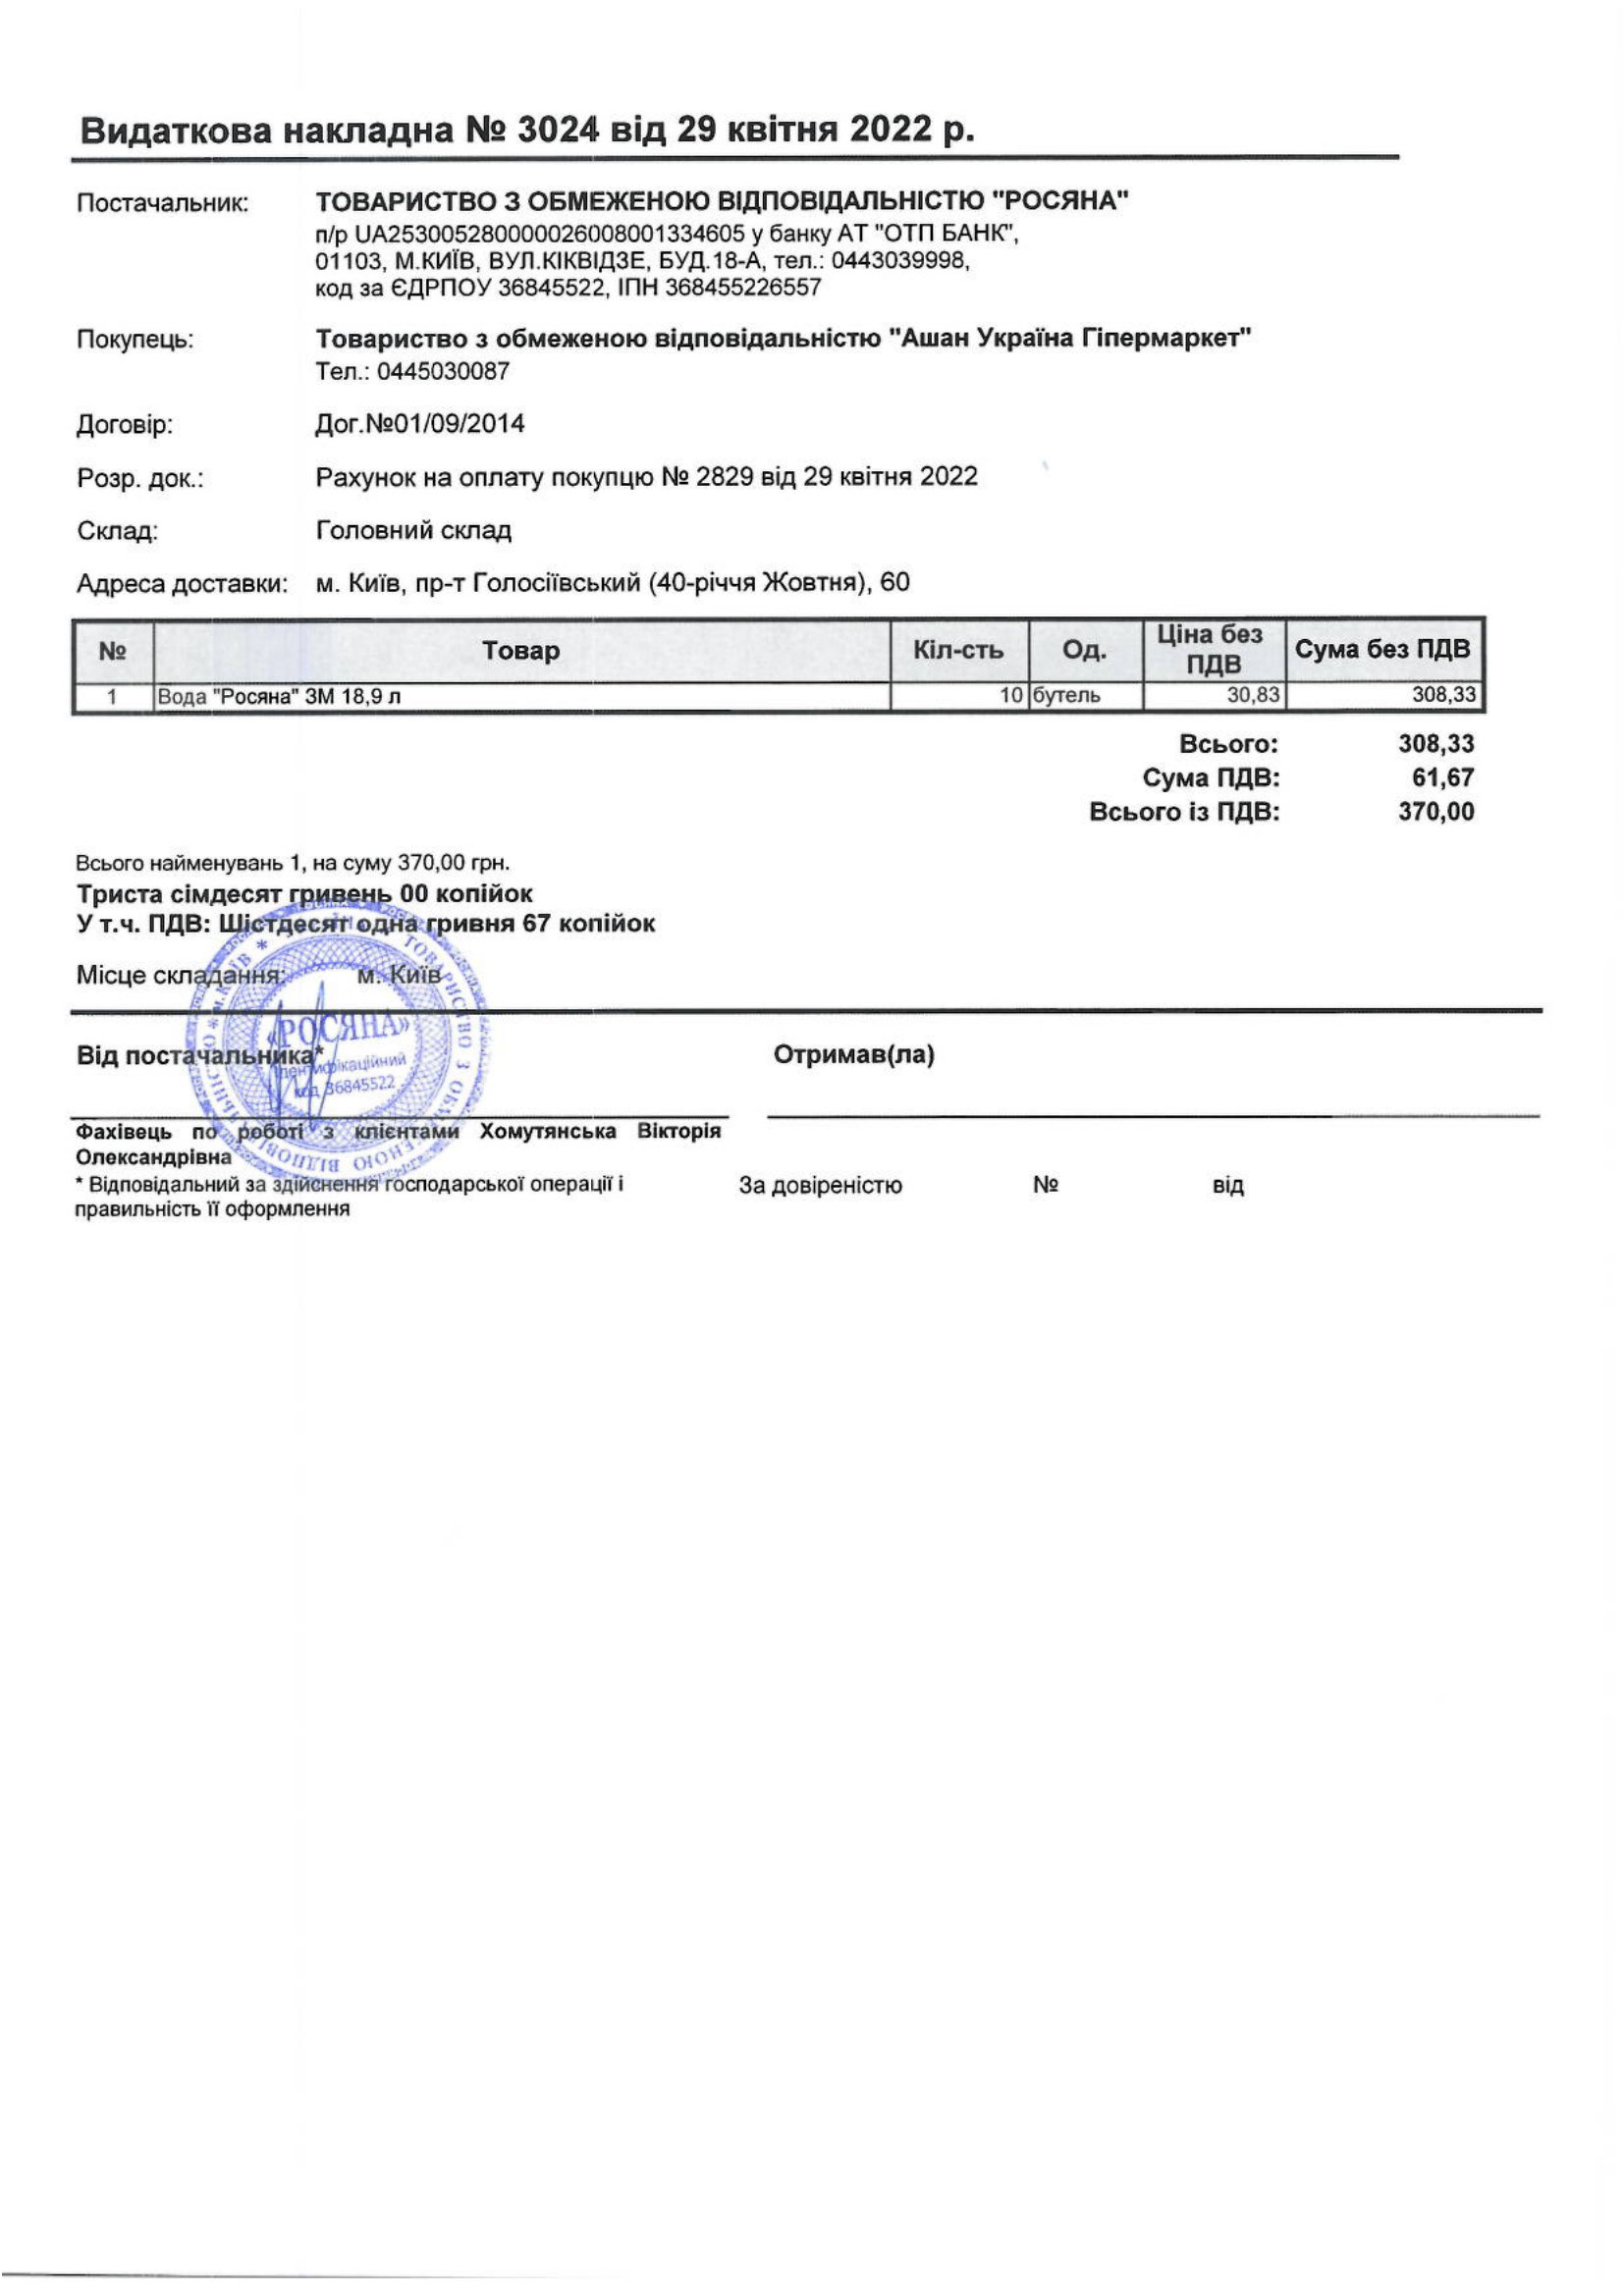 Видаткова накладна № 3024 від 29 квітня 2022 р.
Постачальник: ТОВАРИСТВО З ОБМЕЖЕНОЮ ВІДПОВІДАЛЬНІСТЮ "РОСЯНА"
п/р UA253005280000026008001334605 у банку АТ "ОТП БАНК",
01103, М.КИЇВ, ВУЛ.КІКВІДЗЕ, БУД.18-А, тел.: 0443039998,
код за ЄДРПОУ 36845522, ІПН 368455226557
Покупець: Товариство з обмеженою відповідальністю "Ашан Україна Гіпермаркет"
Тел.: 0445030087
Договір: Дог.№01/09/2014
Розр. док.: Рахунок на оплату покупцю № 2829 від 29 квітня 2022
Склад: Головний склад
Адреса доставки: м. Київ, пр-т Голосіївський (40-річчя Жовтня), 60
№ Товар Кіл-сть Од. Ціна без ПДВ Сума без ПДВ
1 Вода "Росяна" ЗМ 18,9 л 10 бутель 30,83 308,33
Всього: 308,33
Сума ПДВ: 61,67
Всього із ПДВ: 370,00
Всього найменувань 1, на суму 370,00 грн.
Триста сімдесят гривень 00 копійок
У т.ч. ПДВ: Шістдесят одна гривня 67 копійок
Місце складання: м. Київ
Від постачальника* Отримав(ла)
«РОСЯНА»
Ідентифікаційний
код 36845522
* м.КИЇВ * ТОВАРИСТВО З ОБМЕЖЕНОЮ ВІДПОВІДАЛЬНІСТЮ
Фахівець по роботі з клієнтами Хомутянська Вікторія
Олександрівна
* Відповідальний за здійснення господарської операції і За довіреністю № від
правильність її оформлення